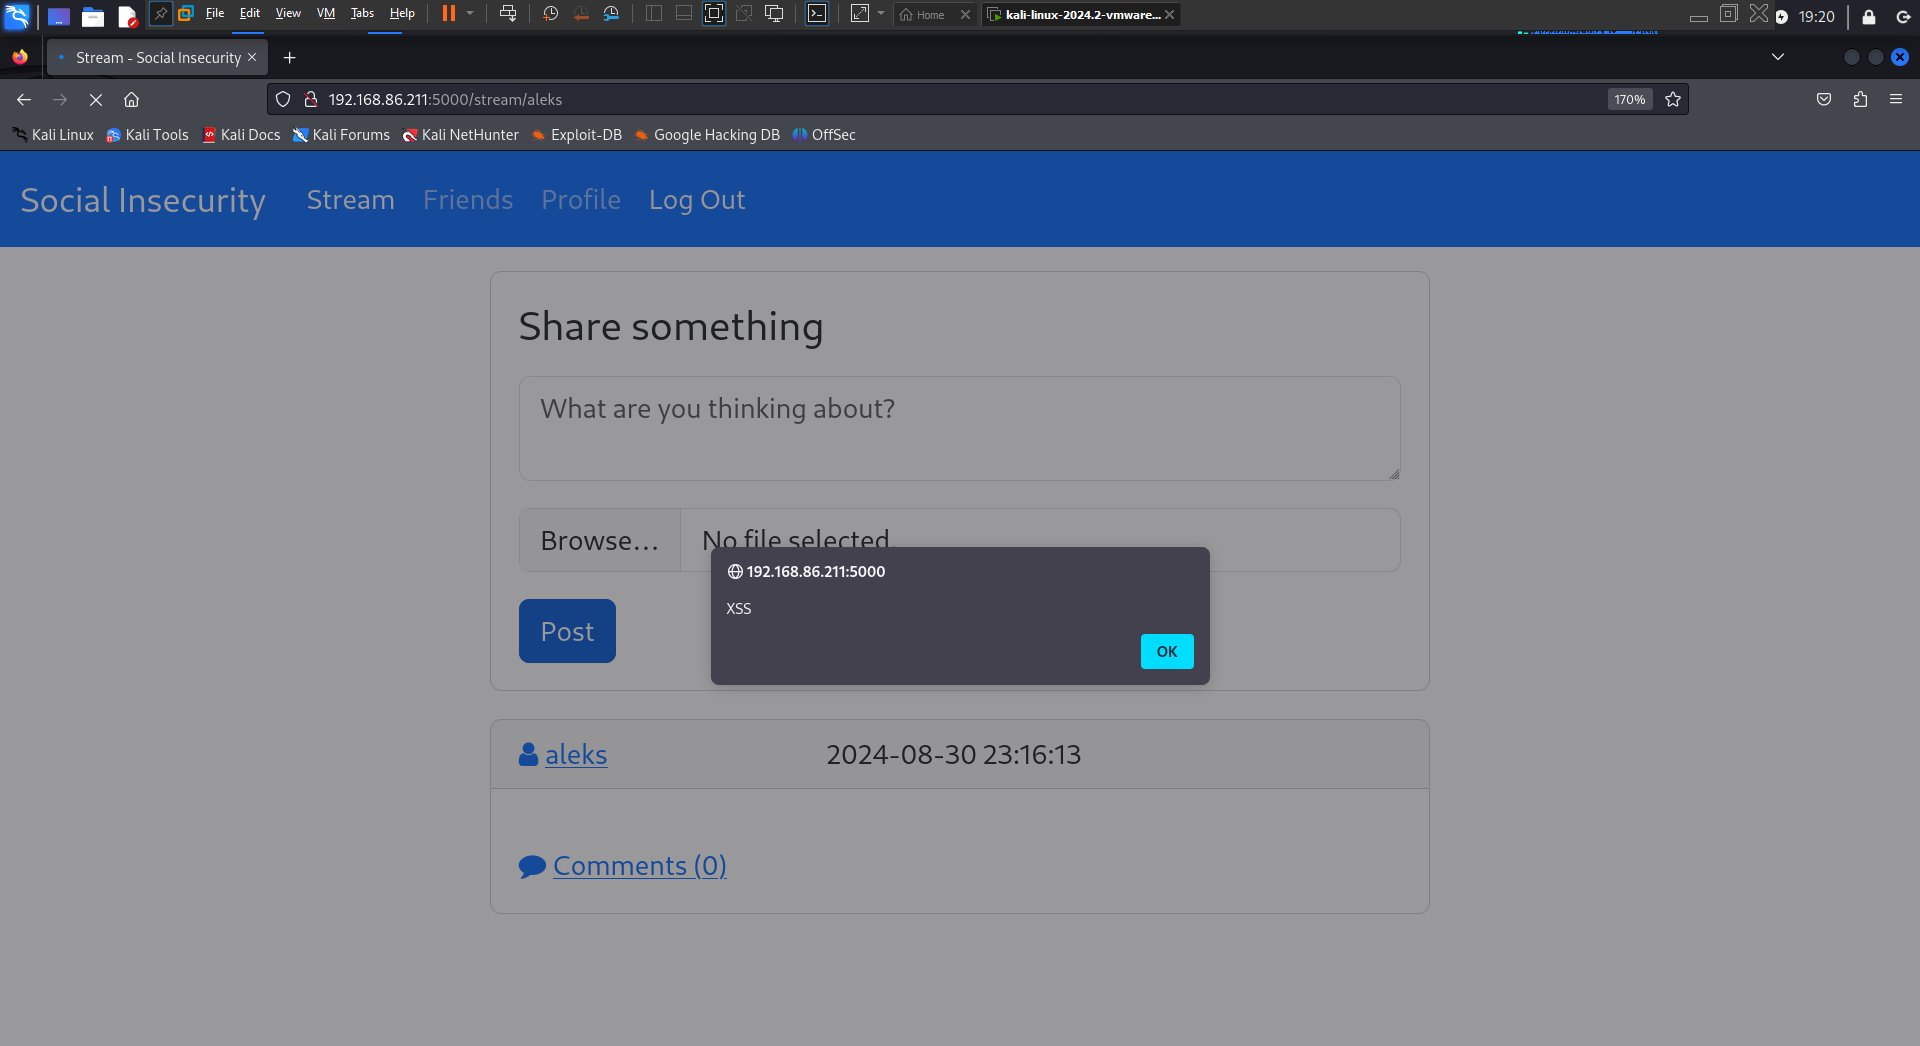 File Edit View VM Tabs Help Home kali-linux-2024.2-vmware... 19:20
Stream - Social Insecurity
192.168.86.211:5000/stream/aleks 170%
Kali Linux Kali Tools Kali Docs Kali Forums Kali NetHunter Exploit-DB Google Hacking DB OffSec
Social Insecurity Stream Friends Profile Log Out
Share something
What are you thinking about?
Browse... No file selected.
192.168.86.211:5000
XSS
OK
Post
aleks 2024-08-30 23:16:13
Comments (0)